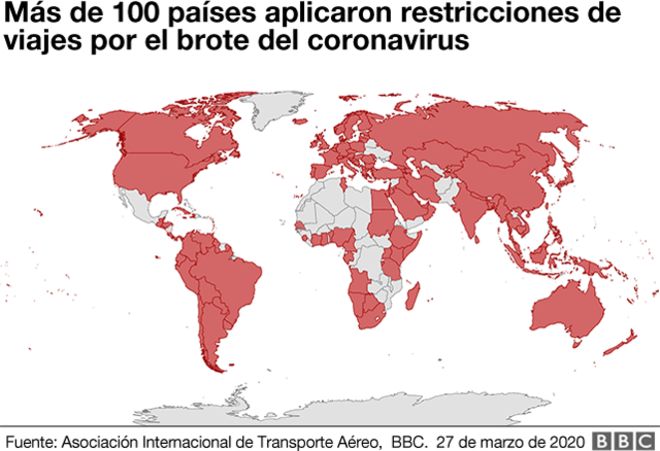 Más de 100 países aplicaron restricciones de
viajes por el brote del coronavirus
Fuente: Asociación Internacional de Transporte Aéreo, BBC. 27 de marzo de 2020 BBC